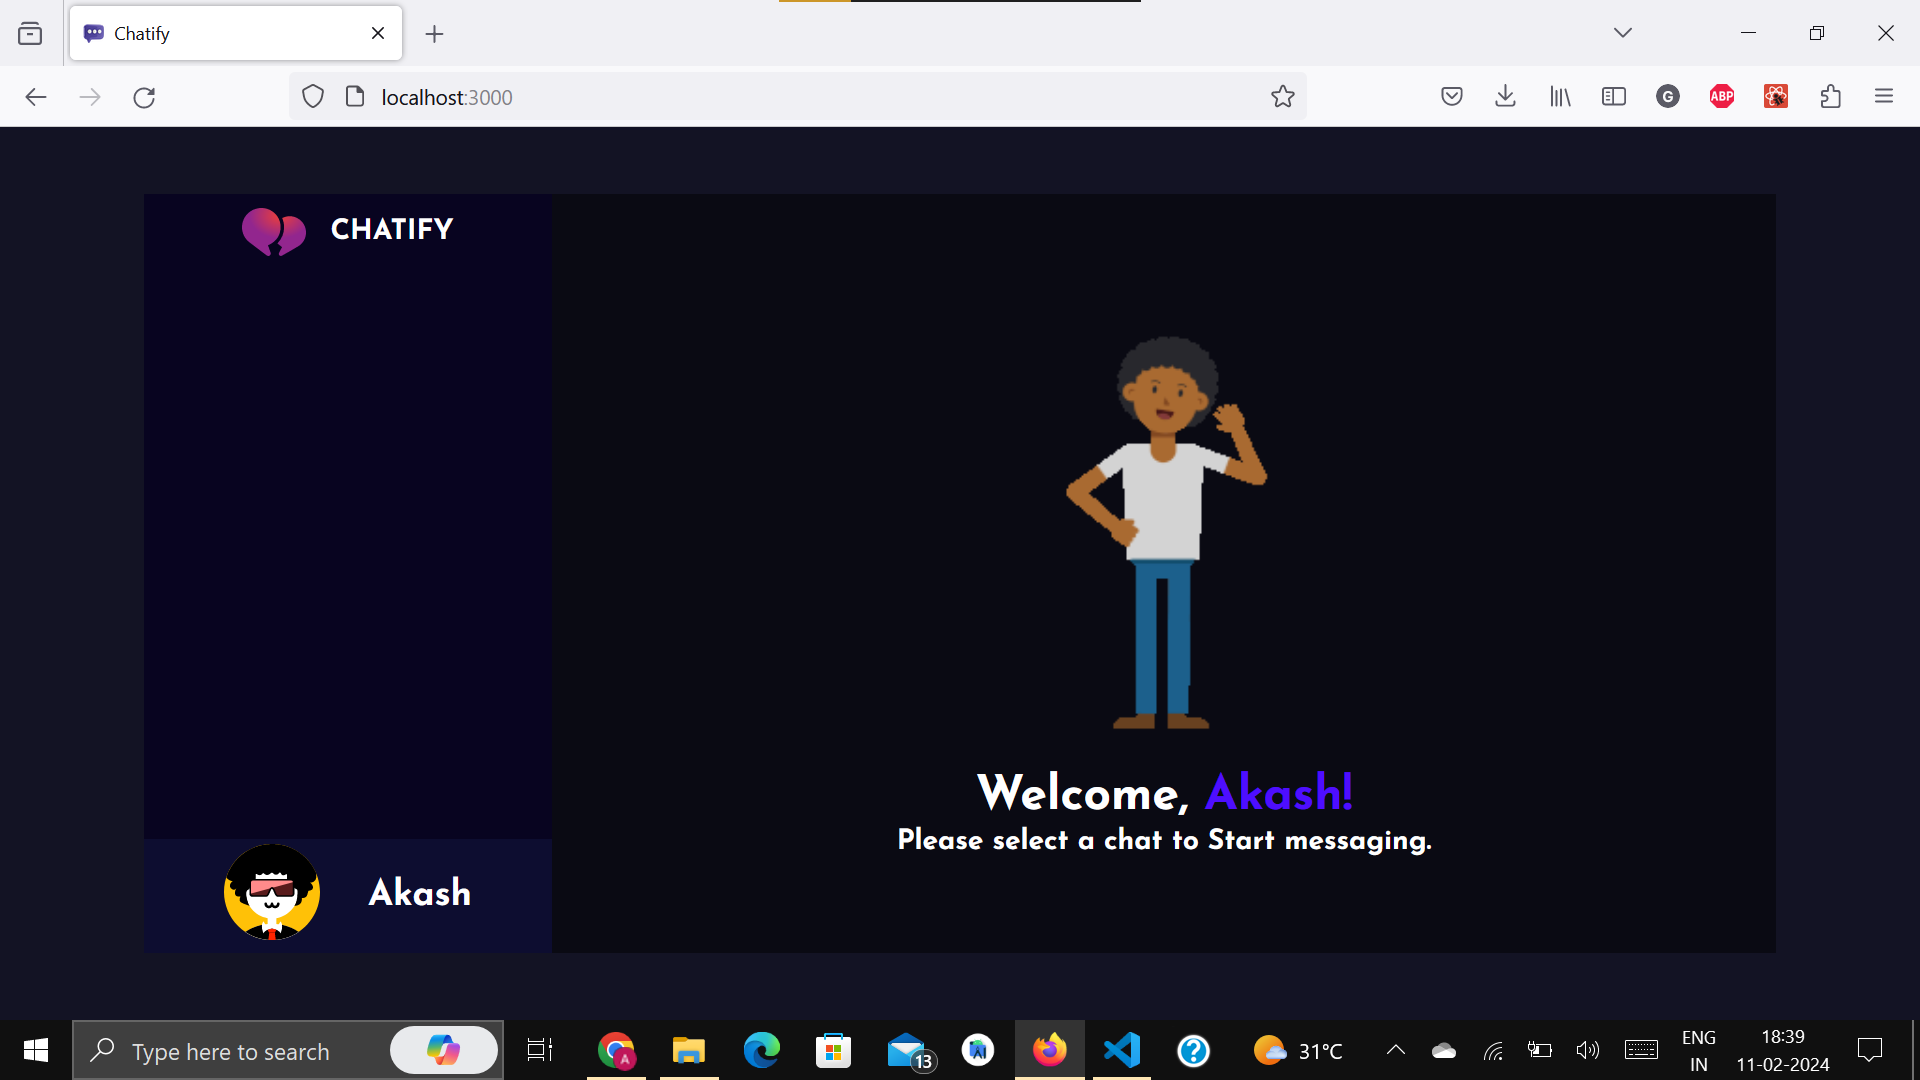 Chatify
localhost:3000
G
ABP
CHATIFY
Welcome, Akash!
Please select a chat to Start messaging.
Akash
Type here to search
A
13
31°C
ENG
IN
18:39
11-02-2024